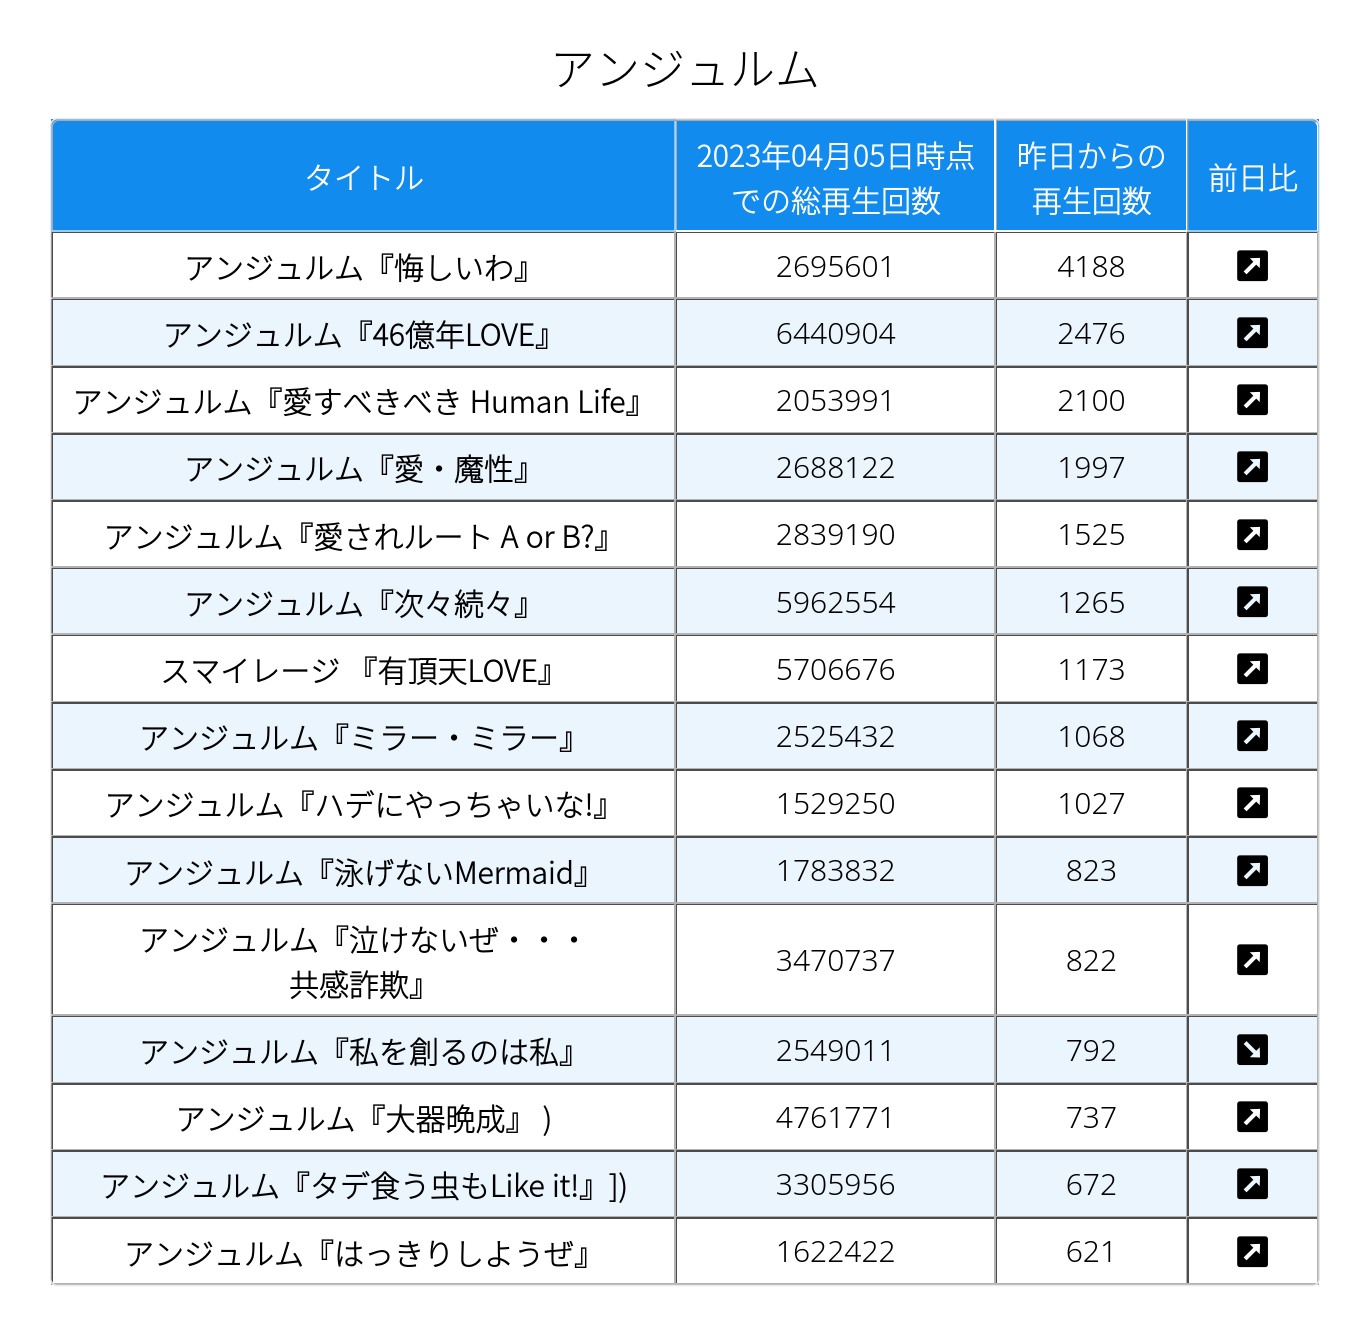 アンジュルム
タイトル
2023年04月05日時点
での総再生回数
昨日からの
再生回数
前日比
アンジュルム『悔しいわ』 2695601 4188
アンジュルム『46億年LOVE』 6440904 2476
アンジュルム『愛すべきべき Human Life』 2053991 2100
アンジュルム『愛・魔性』 2688122 1997
アンジュルム『愛されルート A or B?』 2839190 1525
アンジュルム『次々続々』 5962554 1265
スマイレージ 『有頂天LOVE』 5706676 1173
アンジュルム『ミラー・ミラー』 2525432 1068
アンジュルム『ハデにやっちゃいな!』 1529250 1027
アンジュルム『泳げないMermaid』 1783832 823
アンジュルム『泣けないぜ・・・
共感詐欺』 3470737 822
アンジュルム『私を創るのは私』 2549011 792
アンジュルム『大器晩成』 ) 4761771 737
アンジュルム『タデ食う虫もLike it!』]) 3305956 672
アンジュルム『はっきりしようぜ』 1622422 621